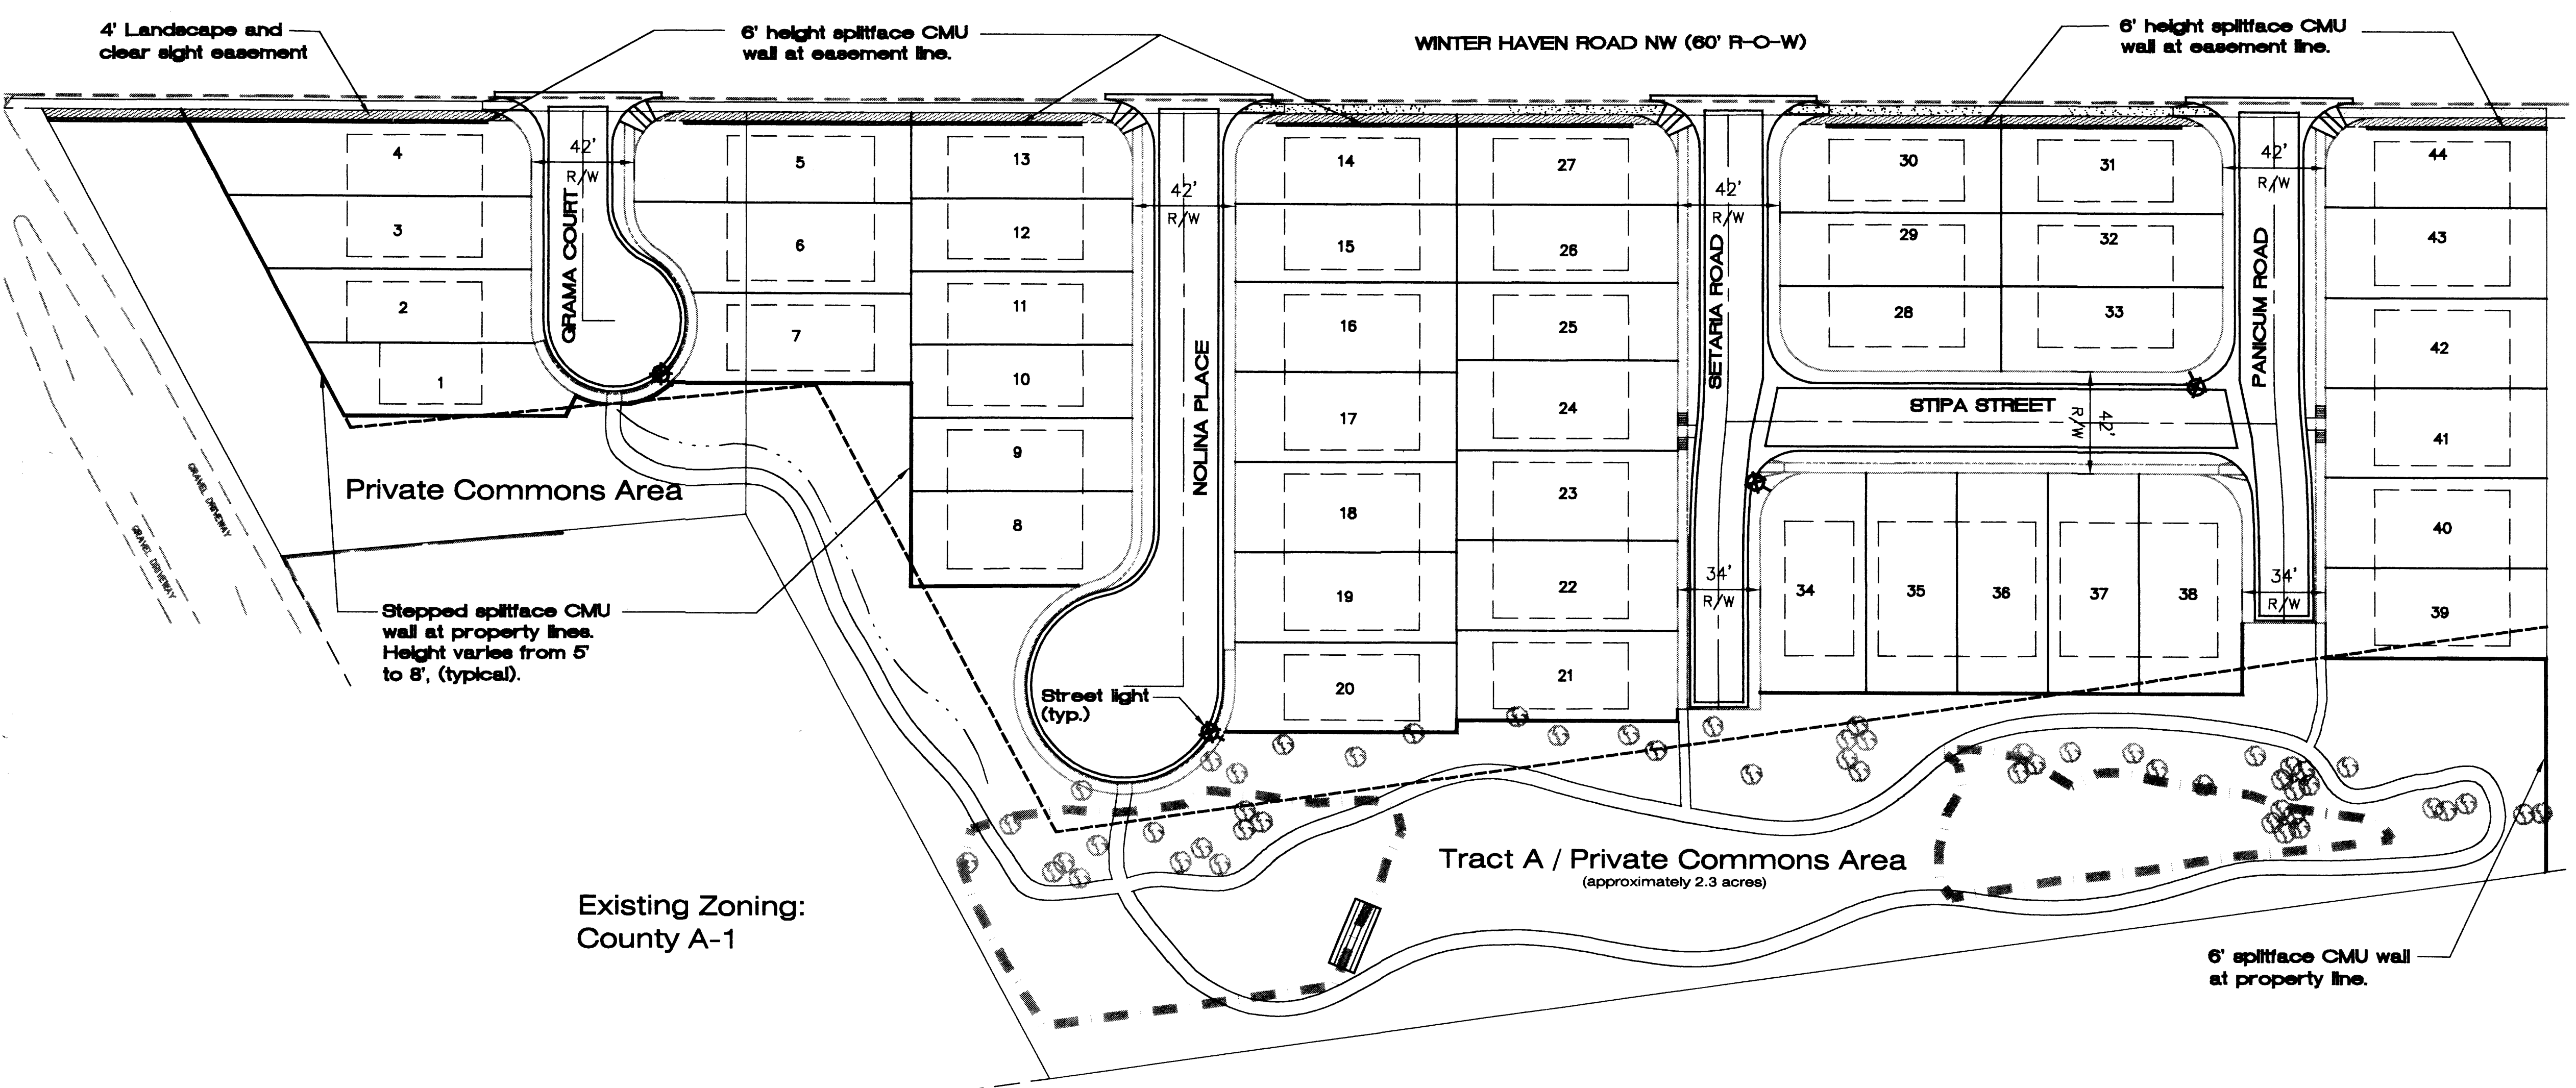 4' Landscape and
clear sight easement
6' height splitface CMU
wall at easement line.
WINTER HAVEN ROAD NW (60' R-O-W)
6' height splitface CMU
wall at easement line.
4
3
2
1
42'
R/W
GRAMA COURT
5
6
7
13
12
11
10
9
8
42'
R/W
NOLINA PLACE
14
15
16
17
18
19
20
27
26
25
24
23
22
21
42'
R/W
SETARIA ROAD
34'
R/W
30
29
28
31
32
33
STIPA STREET
42'
R/W
34
35
36
37
38
42'
R/W
PANICUM ROAD
34'
R/W
44
43
42
41
40
39
GRAVEL DRIVEWAY
GRAVEL DRIVEWAY
Private Commons Area
Stepped splitface CMU
wall at property lines.
Height varies from 5'
to 8', (typical).
Street light
(typ.)
Tract A / Private Commons Area
(approximately 2.3 acres)
Existing Zoning:
County A-1
6' splitface CMU wall
at property line.